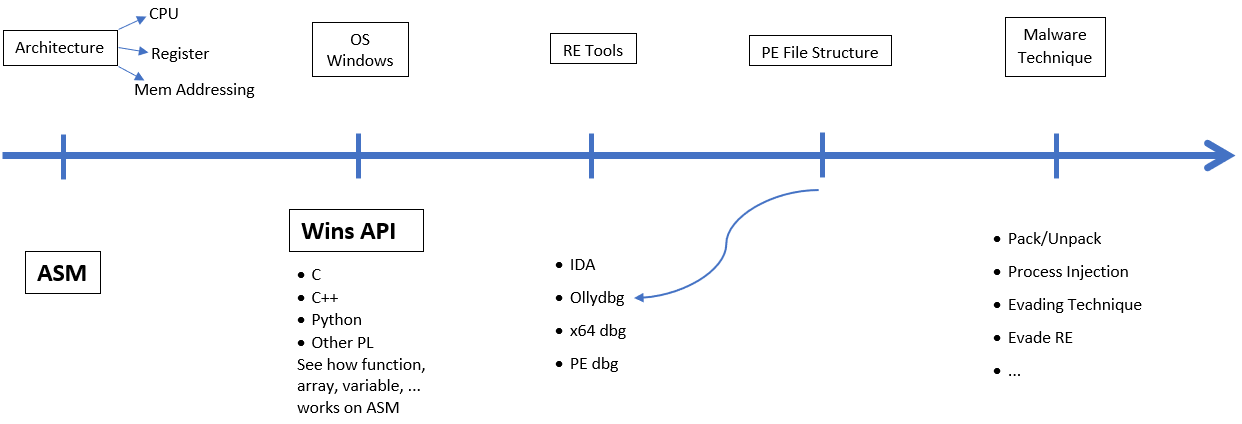 Architecture
CPU
Register
Mem Addressing
OS
Windows
RE Tools
PE File Structure
Malware
Technique
ASM
Wins API
• C
• C++
• Python
• Other PL
See how function,
array, variable, ...
works on ASM
• IDA
• Ollydbg
• x64 dbg
• PE dbg
• Pack/Unpack
• Process Injection
• Evading Technique
• Evade RE
• ...